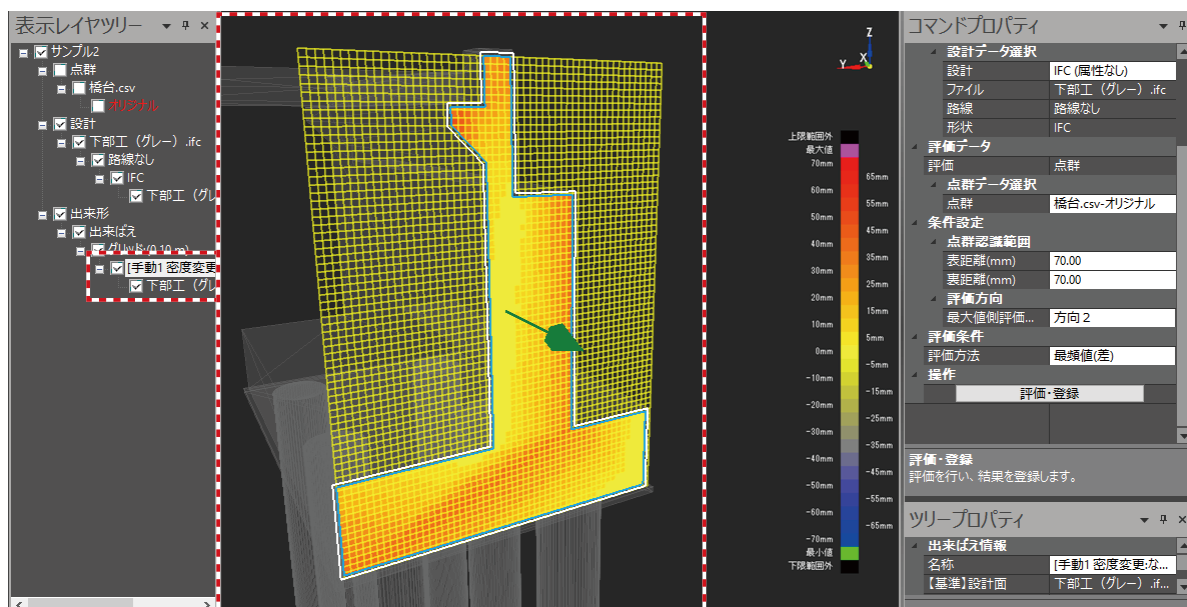 表示レイヤツリー
サンプル2
点群
橋台.csv
オリジナル
設計
下部工（グレー）.ifc
路線なし
IFC
下部工（グレ
出来形
出来ばえ
グリッド:(0.10 m)
[手動1 密度変更
下部工（グレ
Z
Y
X
上限範囲外
最大値
70mm
65mm
60mm
55mm
50mm
45mm
40mm
35mm
30mm
25mm
20mm
15mm
10mm
5mm
0mm
-5mm
-10mm
-15mm
-20mm
-25mm
-30mm
-35mm
-40mm
-45mm
-50mm
-55mm
-60mm
-65mm
-70mm
最小値
下限範囲外
コマンドプロパティ
設計データ選択
設計 IFC (属性なし)
ファイル 下部工（グレー）.ifc
路線 路線なし
形状 IFC
評価データ
評価 点群
点群データ選択
点群 橋台.csv-オリジナル
条件設定
点群認識範囲
表距離(mm) 70.00
裏距離(mm) 70.00
評価方向
最大値側評価... 方向２
評価条件
評価方法 最頻値(差)
操作
評価・登録
評価・登録
評価を行い、結果を登録します。
ツリープロパティ
出来ばえ情報
名称 [手動1 密度変更:な...
【基準】設計面 下部工（グレー）.if...